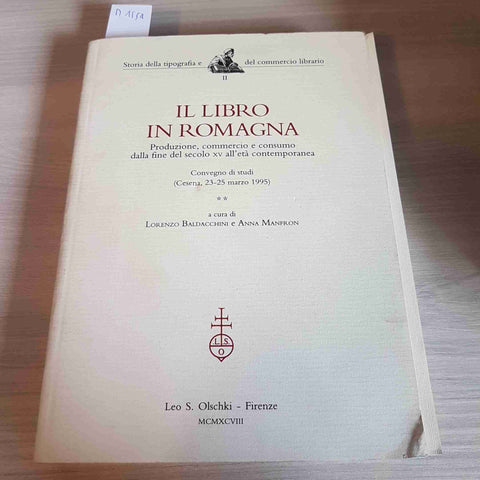 Storia della tipografia e del commercio librario
II
IL LIBRO
IN ROMAGNA
Produzione, commercio e consumo
dalla fine del secolo XV all'età contemporanea
Convegno di studi
(Cesena, 23-25 marzo 1995)
* *
a cura di
Lorenzo Baldacchini e Anna Manfron
L S
O
Leo S. Olschki - Firenze
MCMXCVIII